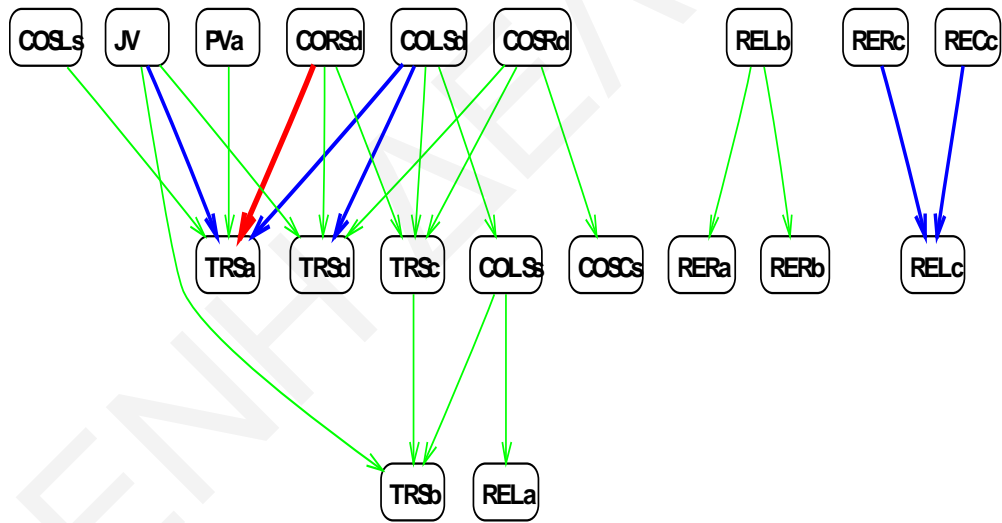 COSLs JV PVa CORSd COLSd COSRd RELb RERc RECc
TRSa TRSd TRSc COLSs COSCs RERa RERb RELc
TRSb RELa